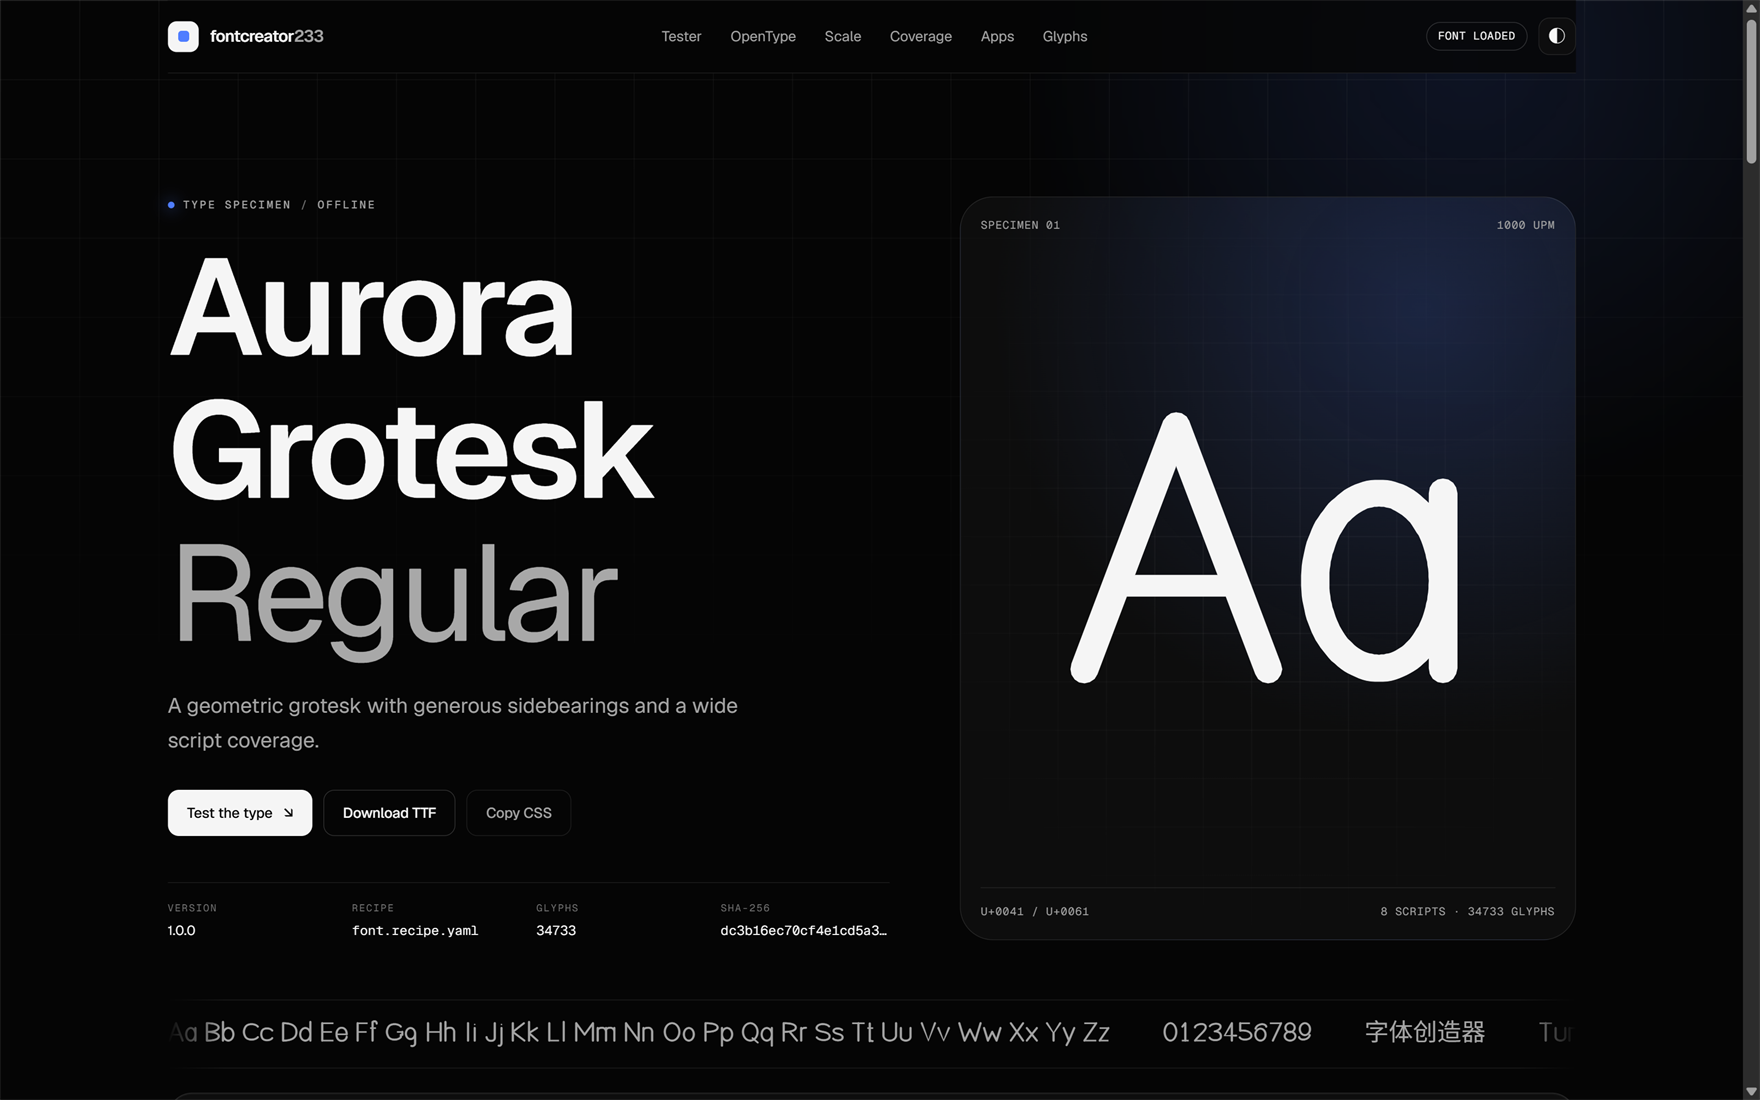 fontcreator233
Tester OpenType Scale Coverage Apps Glyphs
FONT LOADED
TYPE SPECIMEN / OFFLINE
Aurora
Grotesk
Regular
A geometric grotesk with generous sidebearings and a wide
script coverage.
Test the type ↘ Download TTF Copy CSS
VERSION RECIPE GLYPHS SHA-256
1.0.0 font.recipe.yaml 34733 dc3b16ec70cf4e1cd5a3…
SPECIMEN 01 1000 UPM
Aa
U+0041 / U+0061 8 SCRIPTS · 34733 GLYPHS
Aa Bb Cc Dd Ee Ff Gg Hh Ii Jj Kk Ll Mm Nn Oo Pp Qq Rr Ss Tt Uu Vv Ww Xx Yy Zz 0123456789 字体创造器